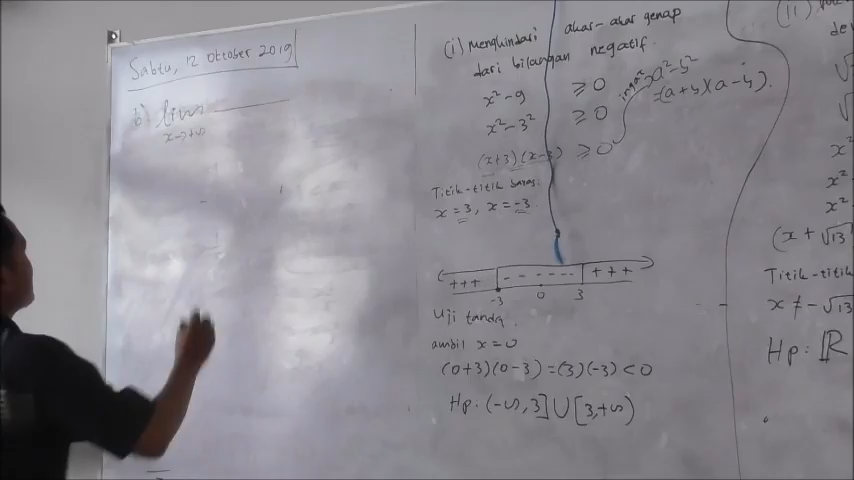 Sabtu, 12 Oktober 2019
b) lim
x→+∞
(i) menghindari akar-akar genap
dari bilangan negatif.
x²-9 ≥ 0
x²-3² ≥ 0
(x+3)(x-3) ≥ 0
ingat a²-b²
=(a+b)(a-b).
Titik-titik batas:
x=3, x=-3.
+++ - - - - - - - +++
-3 0 3
Uji tanda.
ambil x=0
(0+3)(0-3)=(3)(-3)<0
Hp: (-∞,3]∪[3,+∞)
(ii)
de
√
√
x²
x²
x²
(x+√13
Titik-titik
x≠-√13
Hp: ℝ